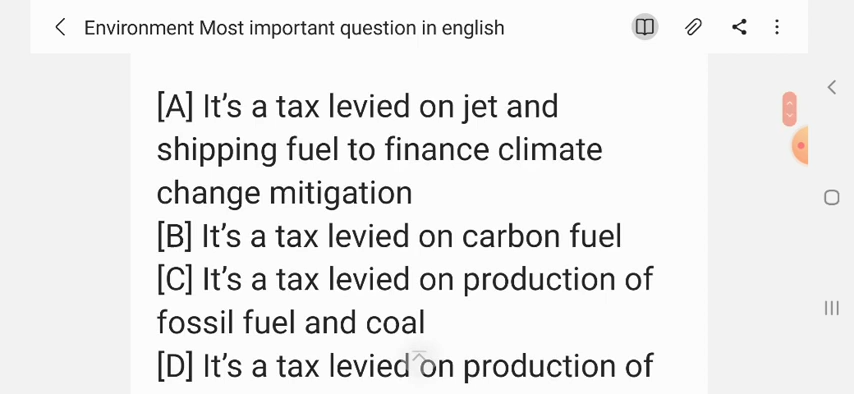 Environment Most important question in english
[A] It's a tax levied on jet and
shipping fuel to finance climate
change mitigation
[B] It's a tax levied on carbon fuel
[C] It's a tax levied on production of
fossil fuel and coal
[D] It's a tax levied on production of